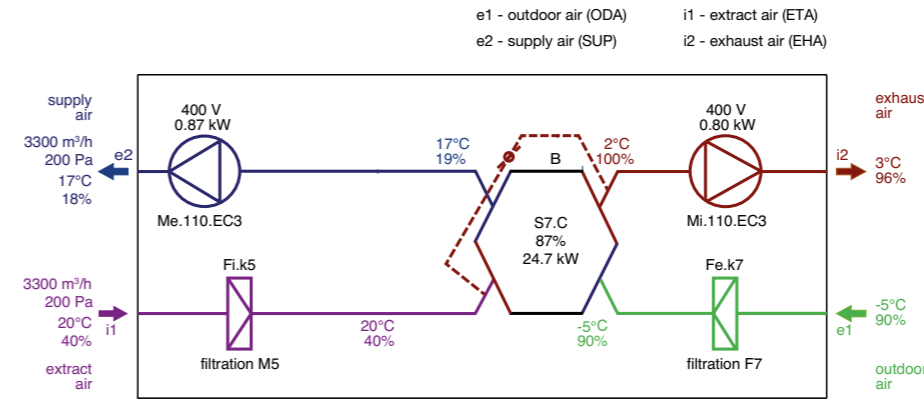 e1 - outdoor air (ODA)
i1 - extract air (ETA)
e2 - supply air (SUP)
i2 - exhaust air (EHA)
supply
air
3300 m³/h
200 Pa
17°C
18%
e2
400 V
0.87 kW
Me.110.EC3
17°C
19%
B
2°C
100%
400 V
0.80 kW
Mi.110.EC3
exhaus
air
i2
3°C
96%
S7.C
87%
24.7 kW
3300 m³/h
200 Pa
20°C
40%
i1
extract
air
Fi.k5
filtration M5
20°C
40%
-5°C
90%
Fe.k7
filtration F7
-5°C
90%
e1
outdoor
air